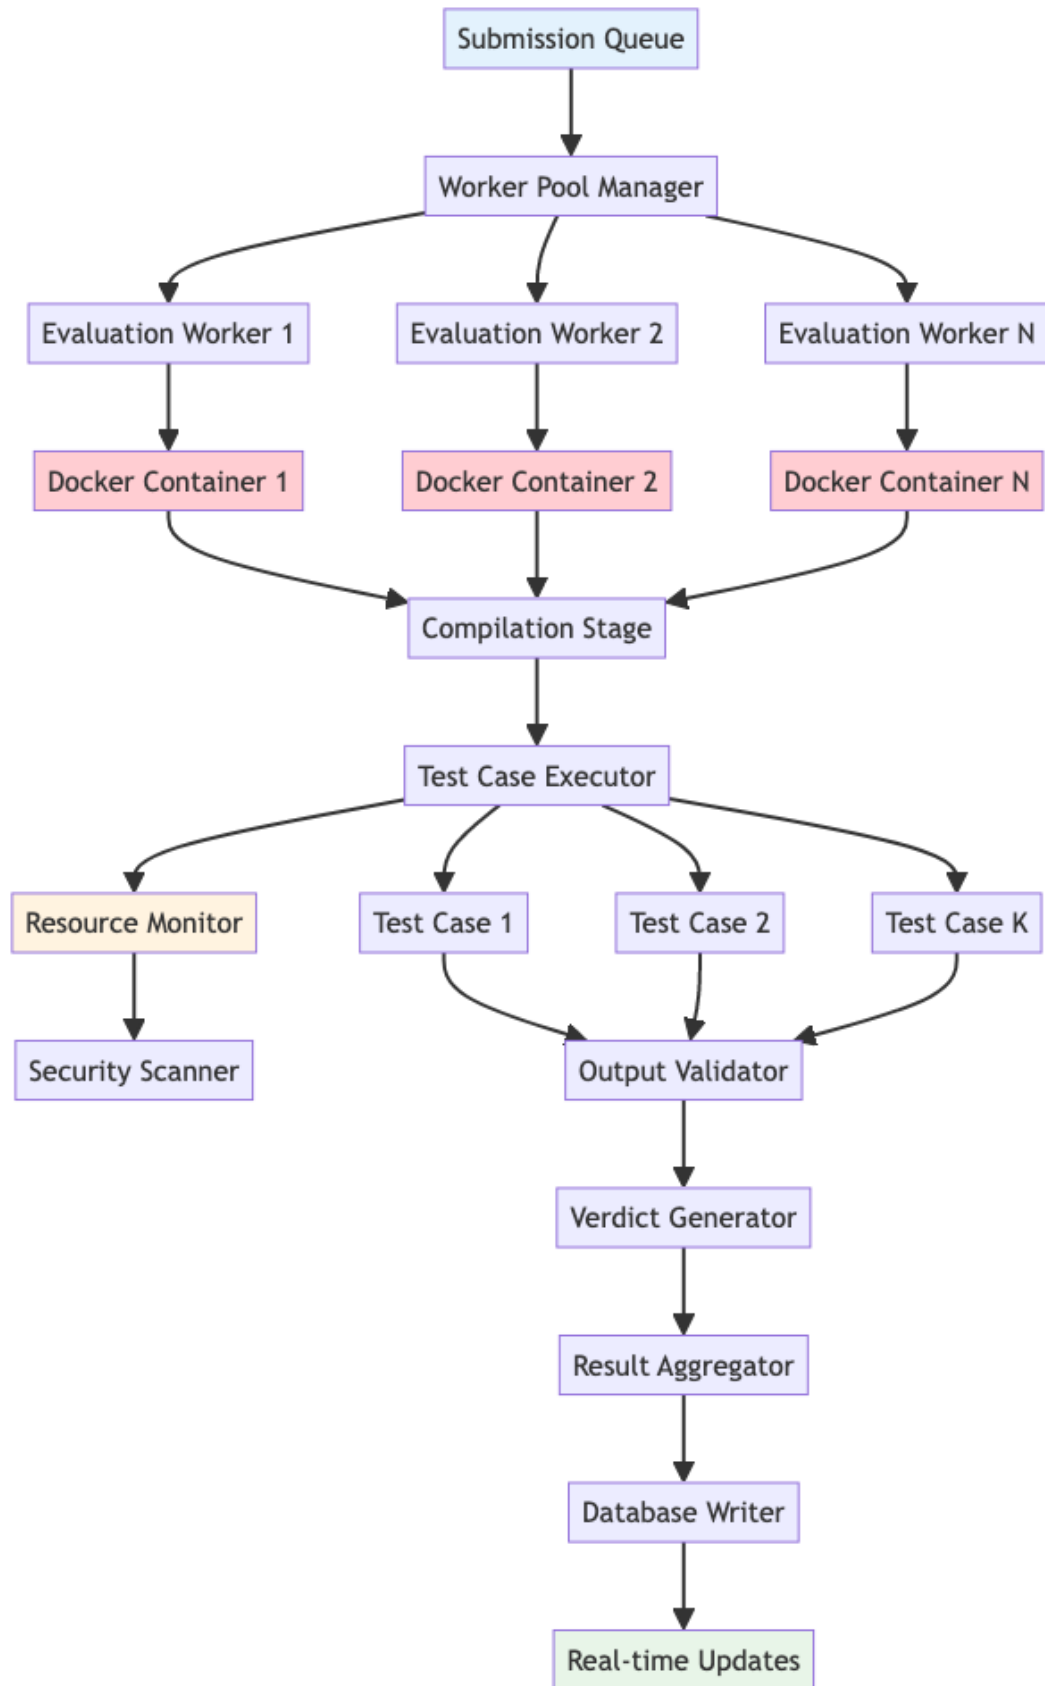 Submission Queue
Worker Pool Manager
Evaluation Worker 1
Evaluation Worker 2
Evaluation Worker N
Docker Container 1
Docker Container 2
Docker Container N
Compilation Stage
Test Case Executor
Resource Monitor
Test Case 1
Test Case 2
Test Case K
Security Scanner
Output Validator
Verdict Generator
Result Aggregator
Database Writer
Real-time Updates